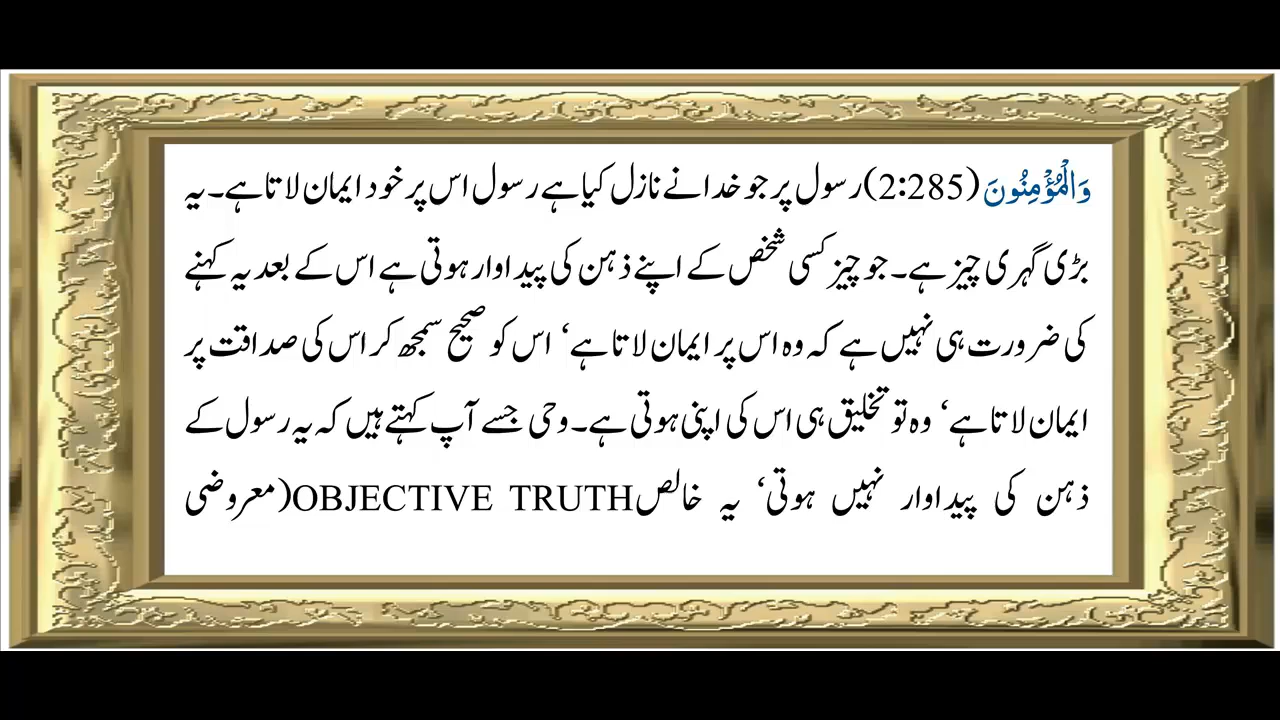 وَالْمُؤْمِنُونَ (2:285) رسول پر جو خدا نے نازل کیا ہے رسول اس پر خود ایمان لاتا ہے۔ یہ
بڑی گہری چیز ہے۔ جو چیز کسی شخص کے اپنے ذہن کی پیداوار ہوتی ہے اس کے بعد یہ کہنے
کی ضرورت ہی نہیں ہے کہ وہ اس پر ایمان لاتا ہے‘ اس کو صحیح سمجھ کر اس کی صداقت پر
ایمان لاتا ہے‘ وہ تو تخلیق ہی اس کی اپنی ہوتی ہے۔ وحی جسے آپ کہتے ہیں کہ یہ رسول کے
ذہن کی پیداوار نہیں ہوتی‘ یہ خالص OBJECTIVE TRUTH (معروضی